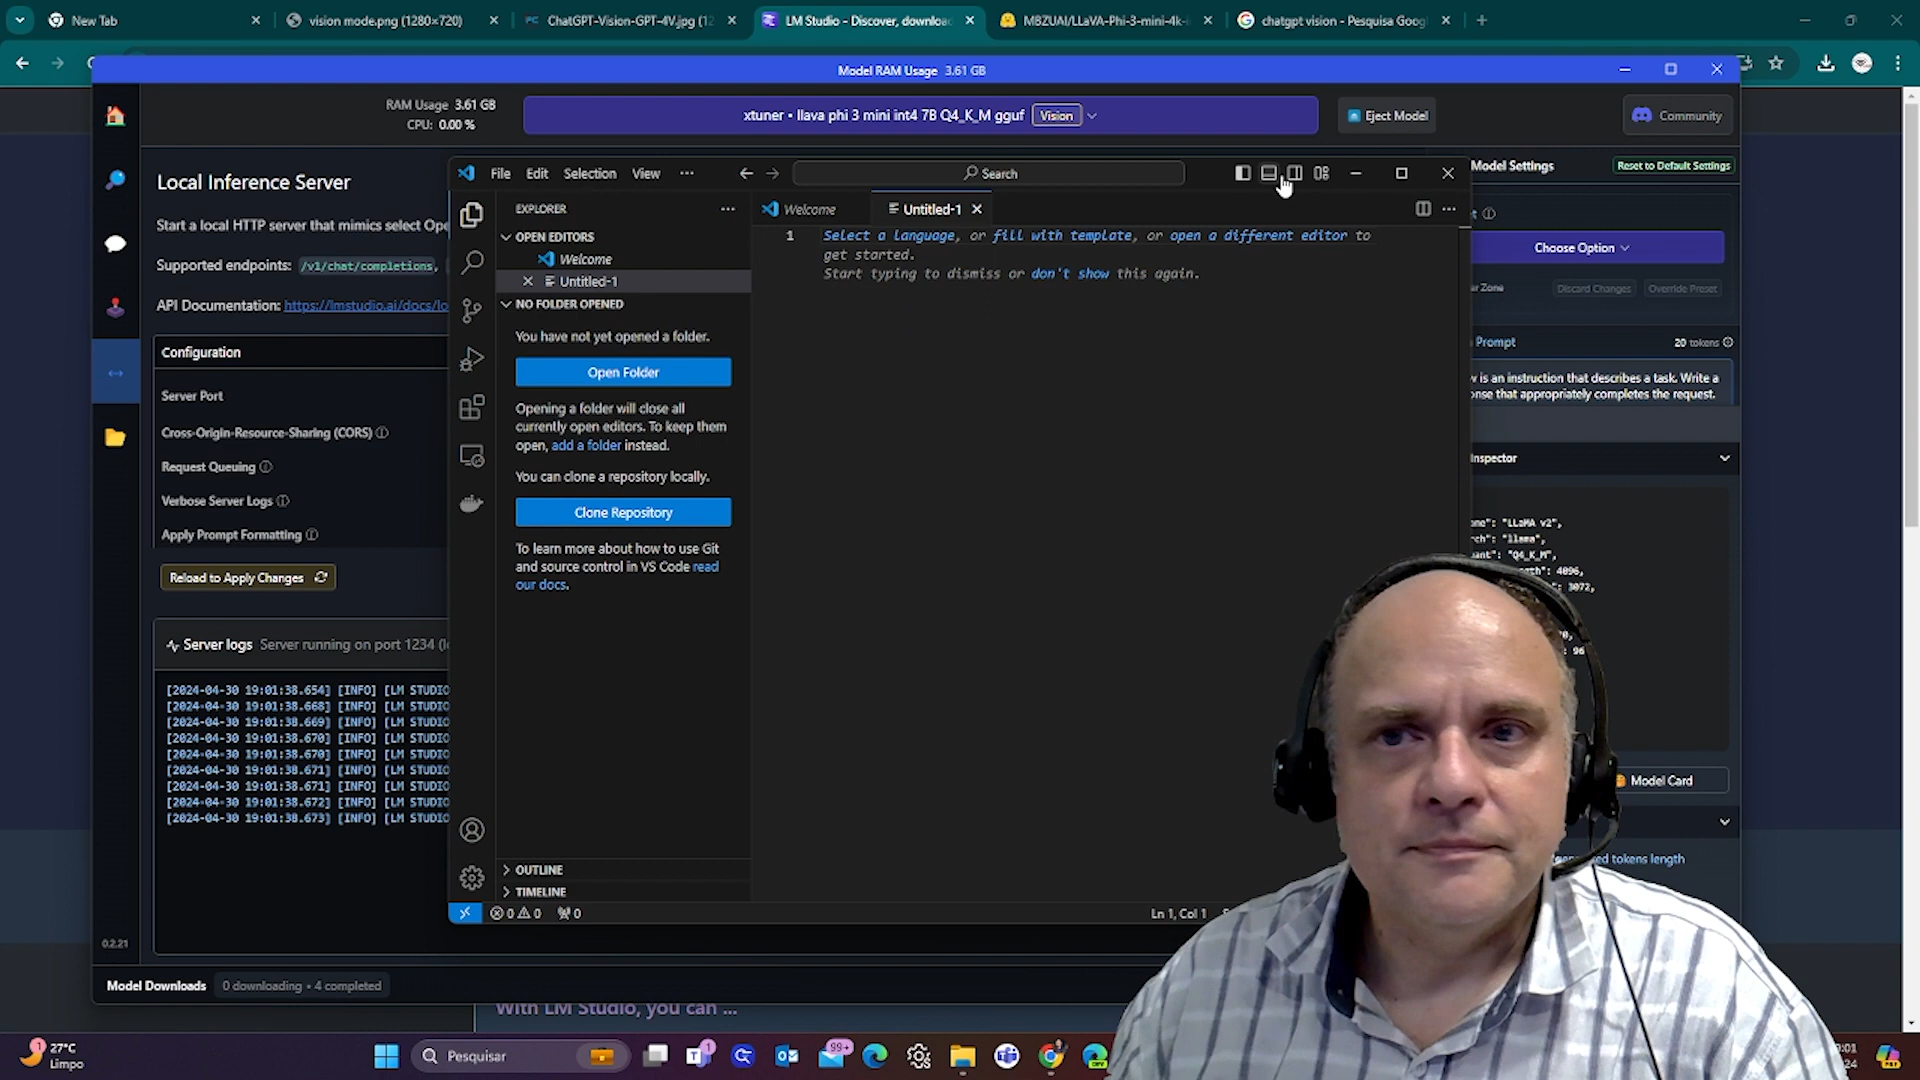 New Tab
vision mode.png (1280×720)
ChatGPT-Vision-GPT-4V.jpg (12
LM Studio - Discover, downloa
MBZUAI/LLaVA-Phi-3-mini-4k-i
chatgpt vision - Pesquisa Goog
Model RAM Usage 3.61 GB
RAM Usage 3.61 GB
CPU: 0.00 %
xtuner • llava phi 3 mini int4 7B Q4_K_M gguf Vision
Eject Model
Community
Local Inference Server
Start a local HTTP server that mimics select Ope
Supported endpoints: /v1/chat/completions,
API Documentation: https://lmstudio.ai/docs/lo
Configuration
Server Port
Cross-Origin-Resource-Sharing (CORS)
Request Queuing
Verbose Server Logs
Apply Prompt Formatting
Reload to Apply Changes
Server logs Server running on port 1234 (l
[2024-04-30 19:01:38.654] [INFO] [LM STUDIO
[2024-04-30 19:01:38.668] [INFO] [LM STUDIO
[2024-04-30 19:01:38.669] [INFO] [LM STUDIO
[2024-04-30 19:01:38.670] [INFO] [LM STUDIO
[2024-04-30 19:01:38.670] [INFO] [LM STUDIO
[2024-04-30 19:01:38.671] [INFO] [LM STUDIO
[2024-04-30 19:01:38.671] [INFO] [LM STUDIO
[2024-04-30 19:01:38.672] [INFO] [LM STUDIO
[2024-04-30 19:01:38.673] [INFO] [LM STUDIO
0.2.21
Model Downloads 0 downloading • 4 completed
File Edit Selection View
Search
EXPLORER
OPEN EDITORS
Welcome
Untitled-1
NO FOLDER OPENED
You have not yet opened a folder.
Open Folder
Opening a folder will close all
currently open editors. To keep them
open, add a folder instead.
You can clone a repository locally.
Clone Repository
To learn more about how to use Git
and source control in VS Code read
our docs.
OUTLINE
TIMELINE
0 0 0
Welcome
Untitled-1
1 Select a language, or fill with template, or open a different editor to
get started.
Start typing to dismiss or don't show this again.
Ln 1, Col 1
Model Settings
Reset to Default Settings
Choose Option
Zone
Discard Changes
Override Preset
Prompt
20 tokens
is an instruction that describes a task. Write a
that appropriately completes the request.
Inspector
"LLaMA v2",
"llama",
"Q4_K_M",
4096,
3072,
96
Model Card
tokens length
With LM Studio, you can ...
27°C
Limpo
1
Pesquisar
1
99+